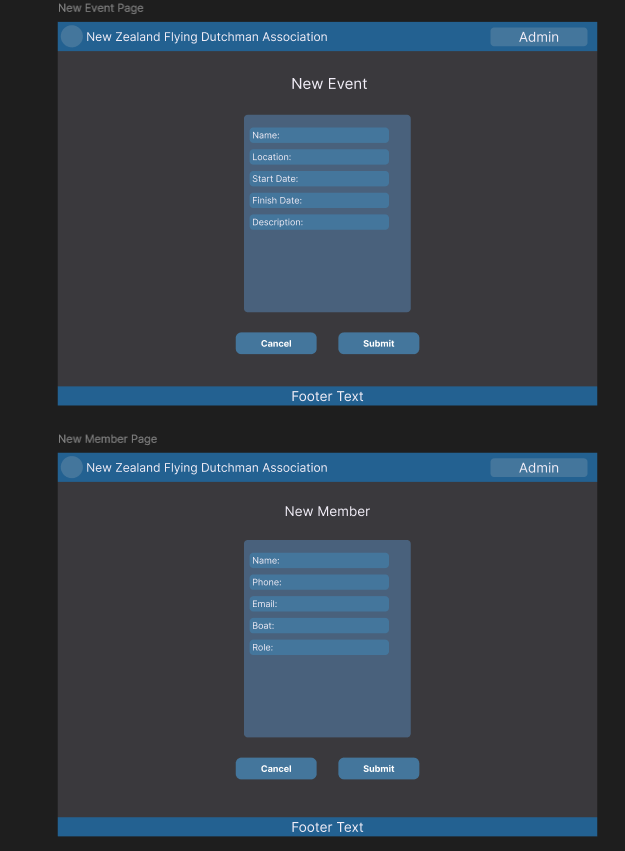 New Event Page
New Zealand Flying Dutchman Association
Admin
New Event
Name:
Location:
Start Date:
Finish Date:
Description:
Cancel
Submit
Footer Text
New Member Page
New Zealand Flying Dutchman Association
Admin
New Member
Name:
Phone:
Email:
Boat:
Role:
Cancel
Submit
Footer Text